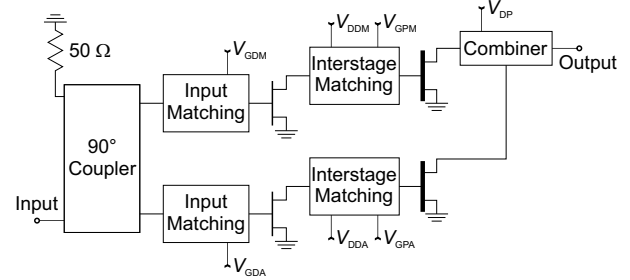 50 Ω
V_GDM
V_DDM
V_GPM
V_DP
90°
Coupler
Input
Matching
Interstage
Matching
Combiner
Output
Input
Input
Matching
Interstage
Matching
V_GDA
V_DDA
V_GPA